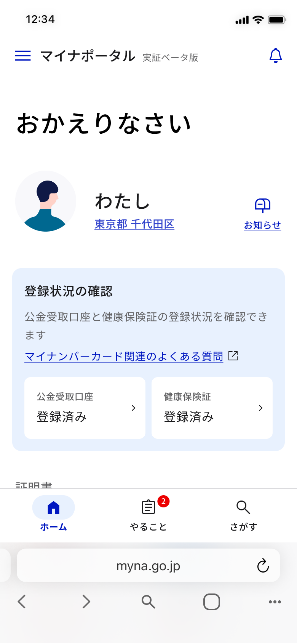 12:34
マイナポータル 実証ベータ版
おかえりなさい
わたし
東京都 千代田区
お知らせ
登録状況の確認
公金受取口座と健康保険証の登録状況を確認でき
ます
マイナンバーカード関連のよくある質問
公金受取口座
登録済み
健康保険証
登録済み
証明書
2
ホーム
やること
さがす
myna.go.jp